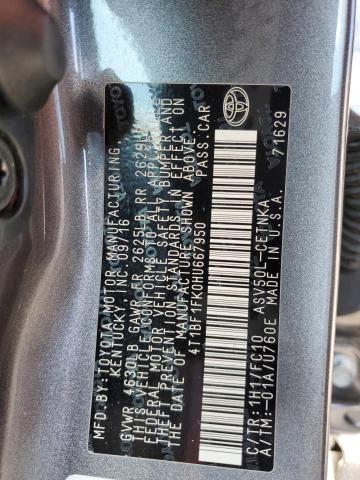 MFD BY: TOYOTA MOTOR MANUFACTURING,
KENTUCKY, INC. 09/16
GVWR 4630LB GAWR FR 2625LB RR 2625LB
THIS VEHICLE CONFORMS TO ALL APPLICABLE
FEDERAL MOTOR VEHICLE SAFETY, BUMPER, AND
THEFT PREVENTION STANDARDS IN EFFECT ON
THE DATE OF MANUFACTURE SHOWN ABOVE.
4T1BF1FK0HU667950 PASS.CAR
C/TR: 1H1/FC10 ASV50L-CETNKA
A/TM: -01A/U760E MADE IN U.S.A.
71629